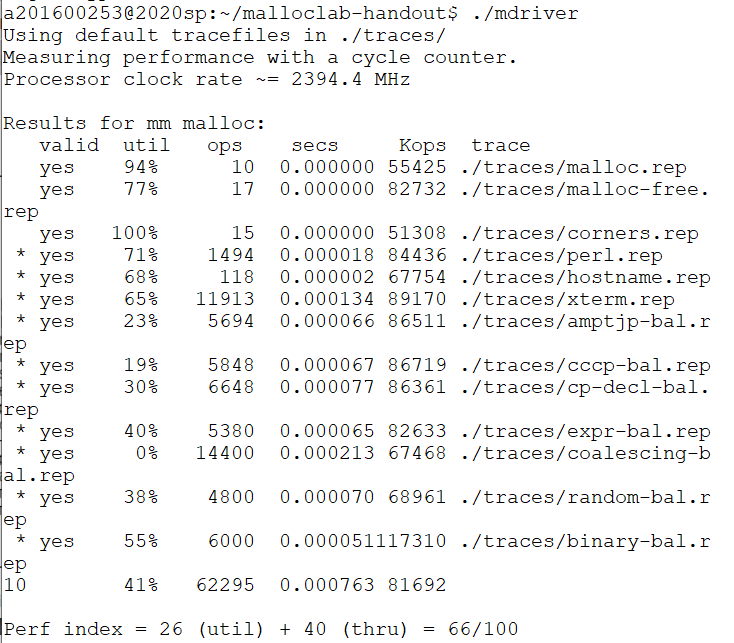 a201600253@2020sp:~/malloclab-handout$ ./mdriver
Using default tracefiles in ./traces/
Measuring performance with a cycle counter.
Processor clock rate ~= 2394.4 MHz

Results for mm malloc:
   valid  util   ops    secs     Kops  trace
   yes    94%      10  0.000000 55425 ./traces/malloc.rep
   yes    77%      17  0.000000 82732 ./traces/malloc-free.
rep
   yes   100%      15  0.000000 51308 ./traces/corners.rep
 * yes    71%    1494  0.000018 84436 ./traces/perl.rep
 * yes    68%     118  0.000002 67754 ./traces/hostname.rep
 * yes    65%   11913  0.000134 89170 ./traces/xterm.rep
 * yes    23%    5694  0.000066 86511 ./traces/amptjp-bal.r
ep
 * yes    19%    5848  0.000067 86719 ./traces/cccp-bal.rep
 * yes    30%    6648  0.000077 86361 ./traces/cp-decl-bal.
rep
 * yes    40%    5380  0.000065 82633 ./traces/expr-bal.rep
 * yes     0%   14400  0.000213 67468 ./traces/coalescing-b
al.rep
 * yes    38%    4800  0.000070 68961 ./traces/random-bal.r
ep
 * yes    55%    6000  0.000051117310 ./traces/binary-bal.r
ep
10        41%   62295  0.000763 81692

Perf index = 26 (util) + 40 (thru) = 66/100